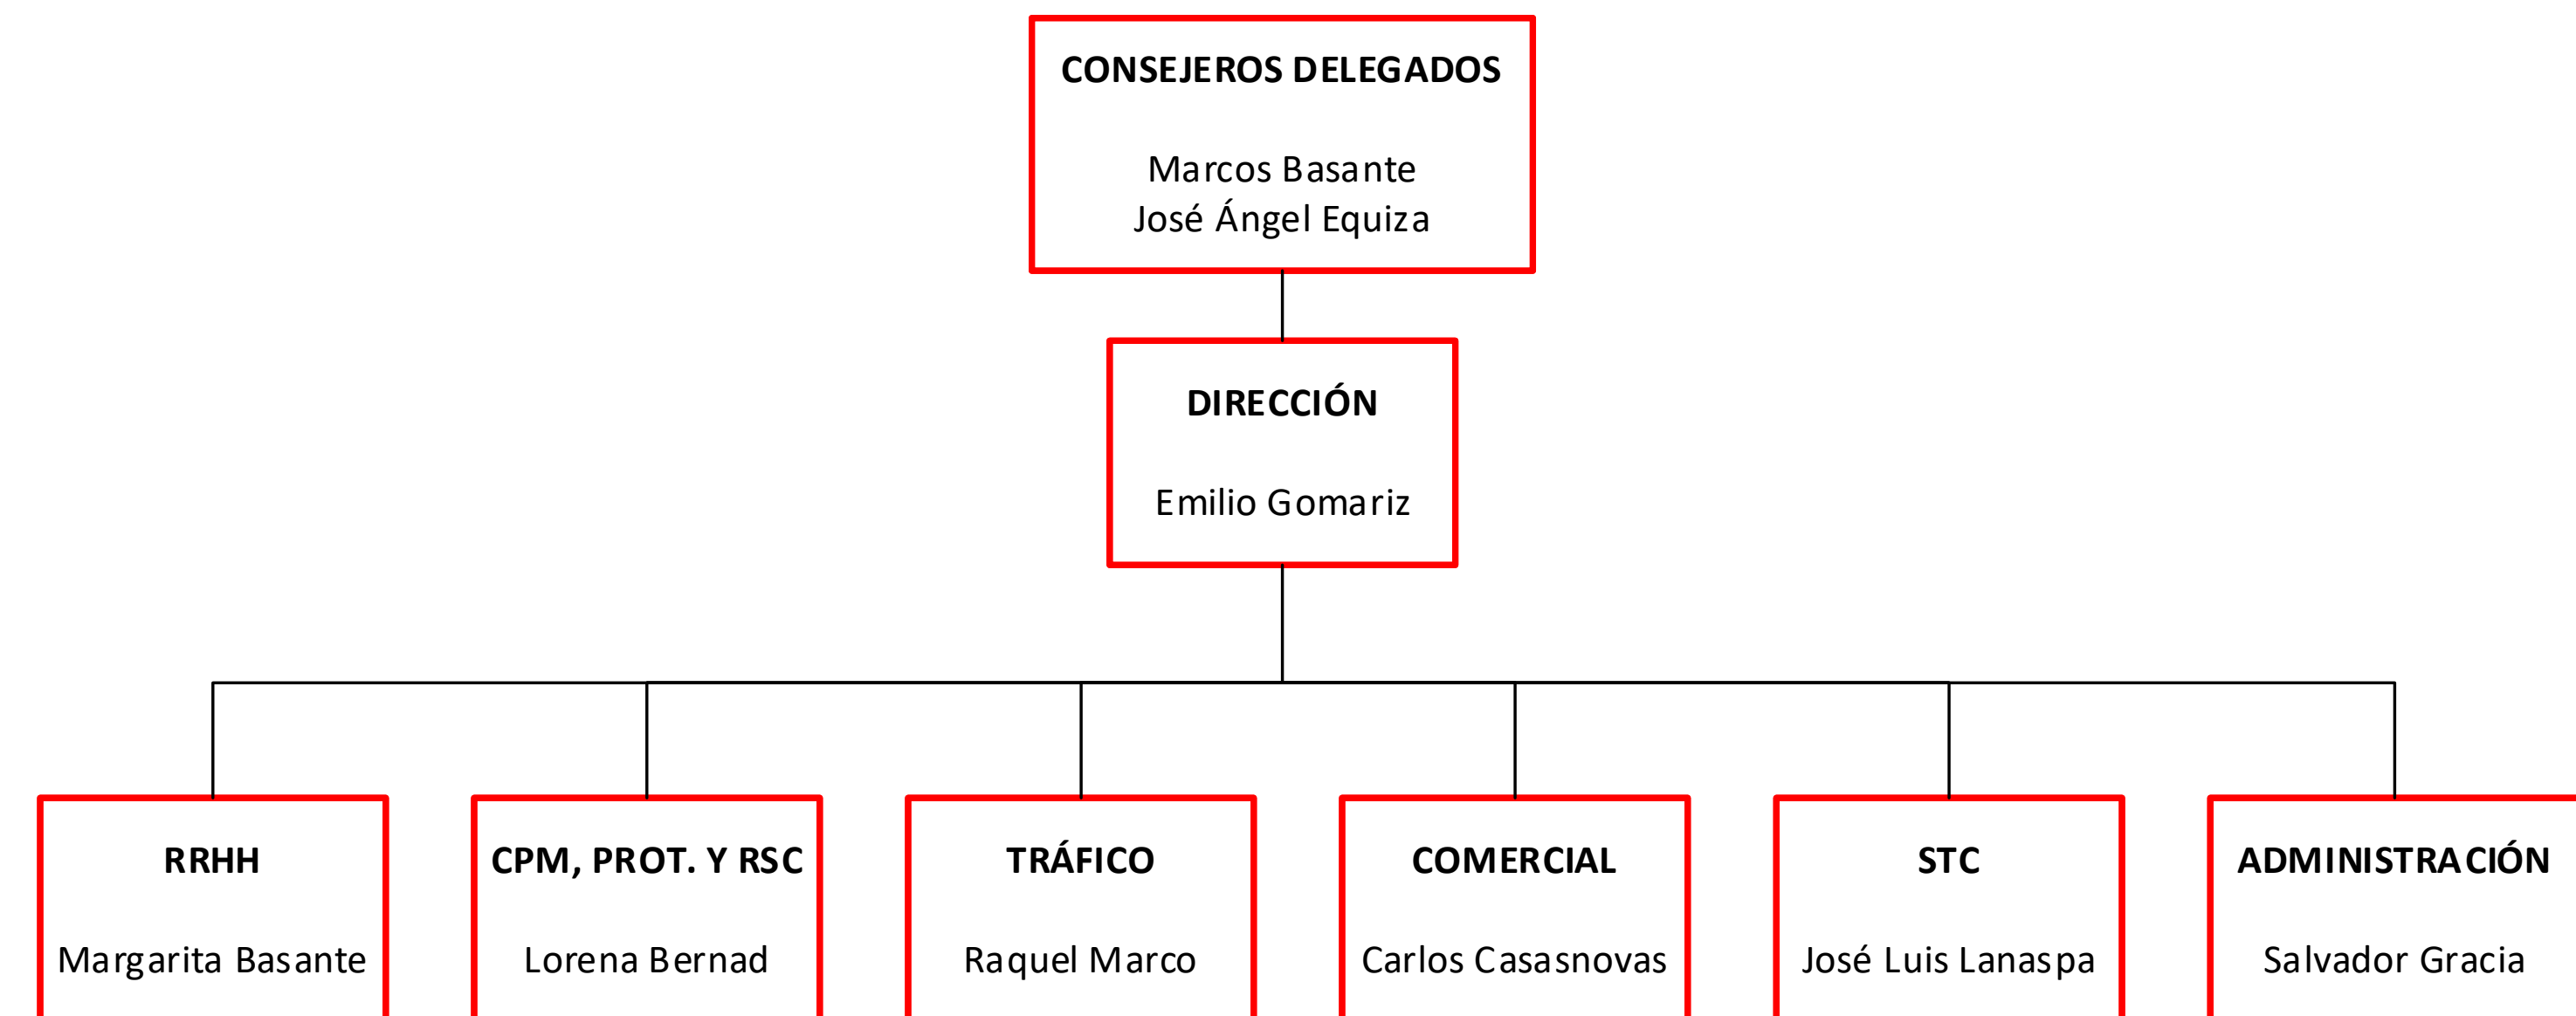 CONSEJEROS DELEGADOS
Marcos Basante
José Ángel Equiza
DIRECCIÓN
Emilio Gomariz
RRHH
Margarita Basante
CPM, PROT. Y RSC
Lorena Bernad
TRÁFICO
Raquel Marco
COMERCIAL
Carlos Casasnovas
STC
José Luis Lanaspa
ADMINISTRACIÓN
Salvador Gracia